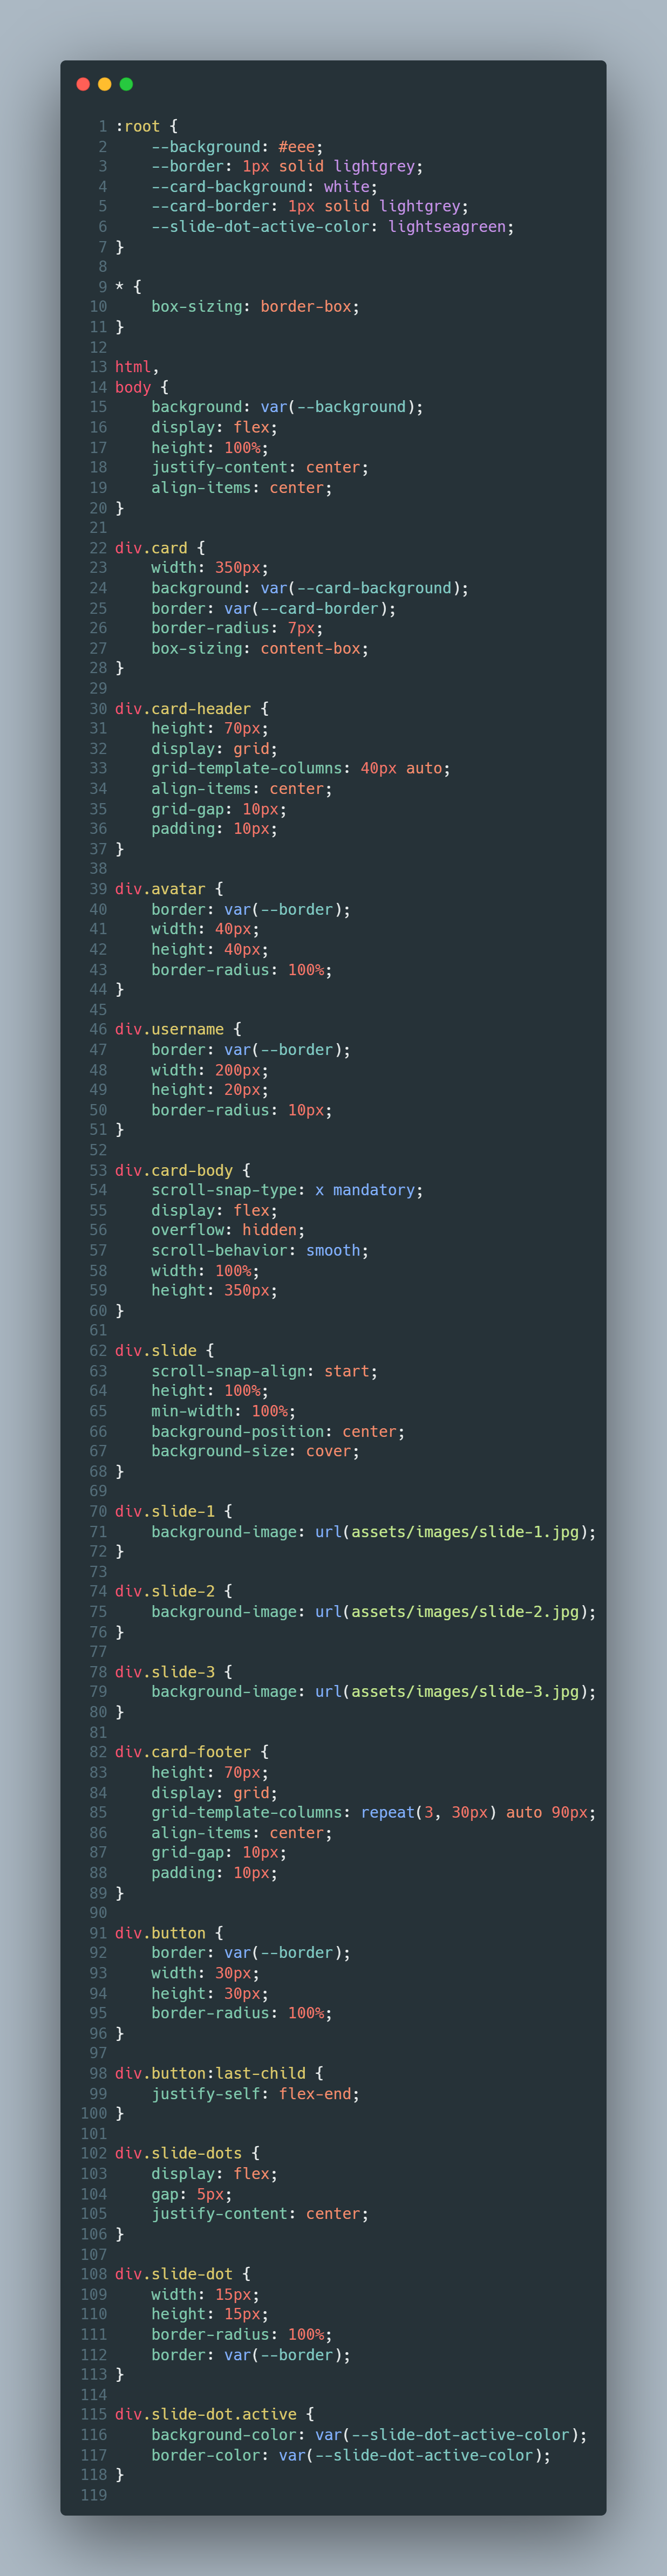 1 :root {
2     --background: #eee;
3     --border: 1px solid lightgrey;
4     --card-background: white;
5     --card-border: 1px solid lightgrey;
6     --slide-dot-active-color: lightseagreen;
7 }
8
9 * {
10     box-sizing: border-box;
11 }
12
13 html,
14 body {
15     background: var(--background);
16     display: flex;
17     height: 100%;
18     justify-content: center;
19     align-items: center;
20 }
21
22 div.card {
23     width: 350px;
24     background: var(--card-background);
25     border: var(--card-border);
26     border-radius: 7px;
27     box-sizing: content-box;
28 }
29
30 div.card-header {
31     height: 70px;
32     display: grid;
33     grid-template-columns: 40px auto;
34     align-items: center;
35     grid-gap: 10px;
36     padding: 10px;
37 }
38
39 div.avatar {
40     border: var(--border);
41     width: 40px;
42     height: 40px;
43     border-radius: 100%;
44 }
45
46 div.username {
47     border: var(--border);
48     width: 200px;
49     height: 20px;
50     border-radius: 10px;
51 }
52
53 div.card-body {
54     scroll-snap-type: x mandatory;
55     display: flex;
56     overflow: hidden;
57     scroll-behavior: smooth;
58     width: 100%;
59     height: 350px;
60 }
61
62 div.slide {
63     scroll-snap-align: start;
64     height: 100%;
65     min-width: 100%;
66     background-position: center;
67     background-size: cover;
68 }
69
70 div.slide-1 {
71     background-image: url(assets/images/slide-1.jpg);
72 }
73
74 div.slide-2 {
75     background-image: url(assets/images/slide-2.jpg);
76 }
77
78 div.slide-3 {
79     background-image: url(assets/images/slide-3.jpg);
80 }
81
82 div.card-footer {
83     height: 70px;
84     display: grid;
85     grid-template-columns: repeat(3, 30px) auto 90px;
86     align-items: center;
87     grid-gap: 10px;
88     padding: 10px;
89 }
90
91 div.button {
92     border: var(--border);
93     width: 30px;
94     height: 30px;
95     border-radius: 100%;
96 }
97
98 div.button:last-child {
99     justify-self: flex-end;
100 }
101
102 div.slide-dots {
103     display: flex;
104     gap: 5px;
105     justify-content: center;
106 }
107
108 div.slide-dot {
109     width: 15px;
110     height: 15px;
111     border-radius: 100%;
112     border: var(--border);
113 }
114
115 div.slide-dot.active {
116     background-color: var(--slide-dot-active-color);
117     border-color: var(--slide-dot-active-color);
118 }
119